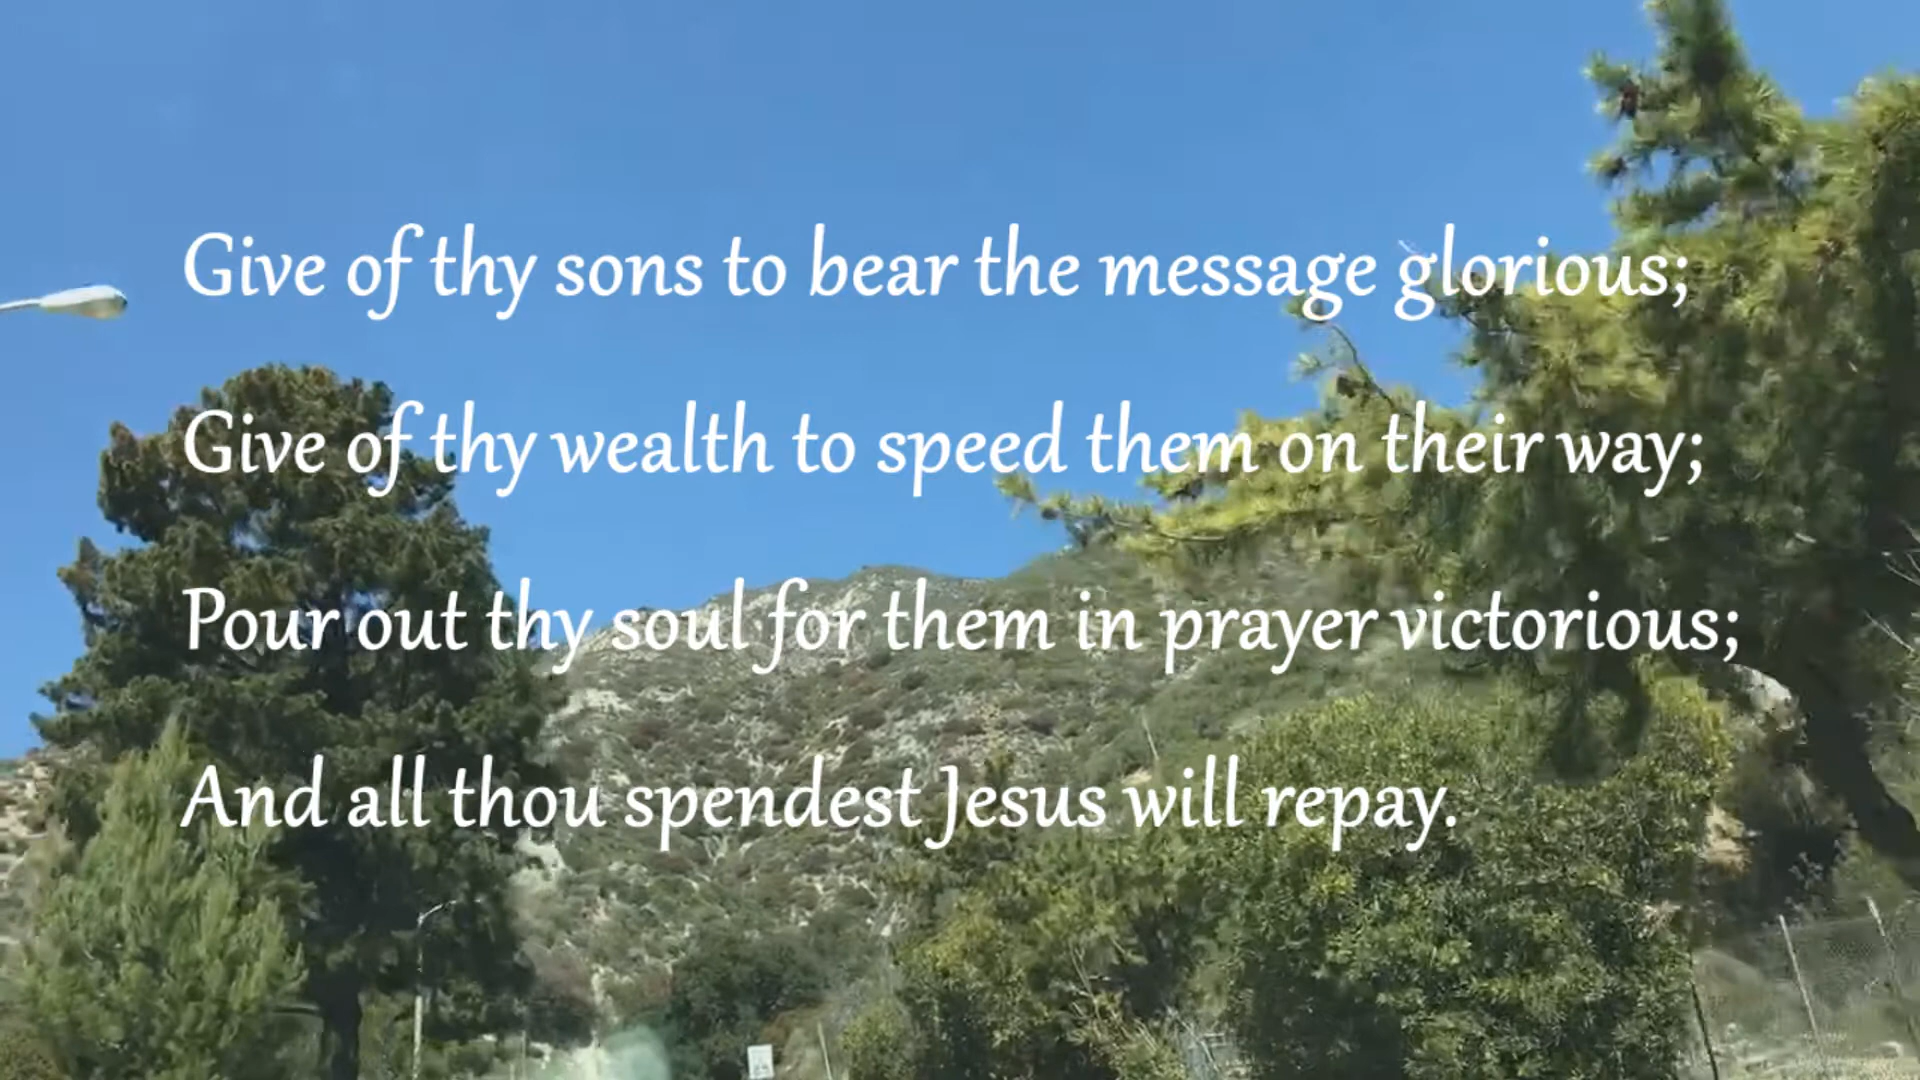 Give of thy sons to bear the message glorious;
Give of thy wealth to speed them on their way;
Pour out thy soul for them in prayer victorious;
And all thou spendest Jesus will repay.